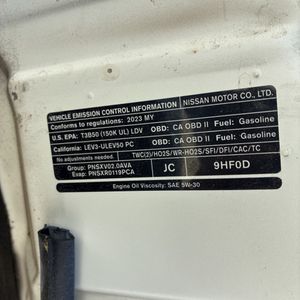 VEHICLE EMISSION CONTROL INFORMATION NISSAN MOTOR CO., LTD.
Conforms to regulations: 2023 MY
U.S. EPA: T3B50 (150K UL) LDV OBD: CA OBD II Fuel: Gasoline
California: LEV3-ULEV50 PC OBD: CA OBD II Fuel: Gasoline
No adjustments needed. TWC(2)/HO2S/WR-HO2S/SFI/DFI/CAC/TC
Group: PNSXV02.0AVA
Evap: PNSXR0119PCA JC 9HF0D
Engine Oil Viscosity: SAE 5W-30